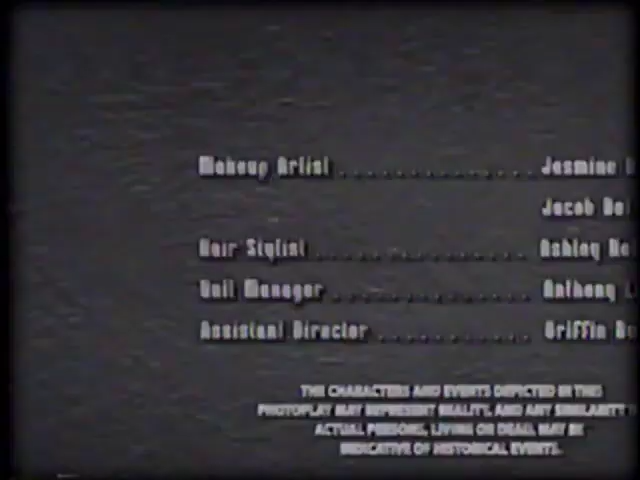 Makeup Artist .............. Jasmine
Jacob
Hair Stylist .............. Ashley
Unit Manager ............. Anthony
Assistant Director .......... Griffin
THE CHARACTERS AND EVENTS DEPICTED IN THIS
PHOTOPLAY MAY REPRESENT REALITY, AND ANY SIMILARITY
ACTUAL PERSONS, LIVING OR DEAD, MAY BE
INDICATIVE OF HISTORICAL EVENTS.